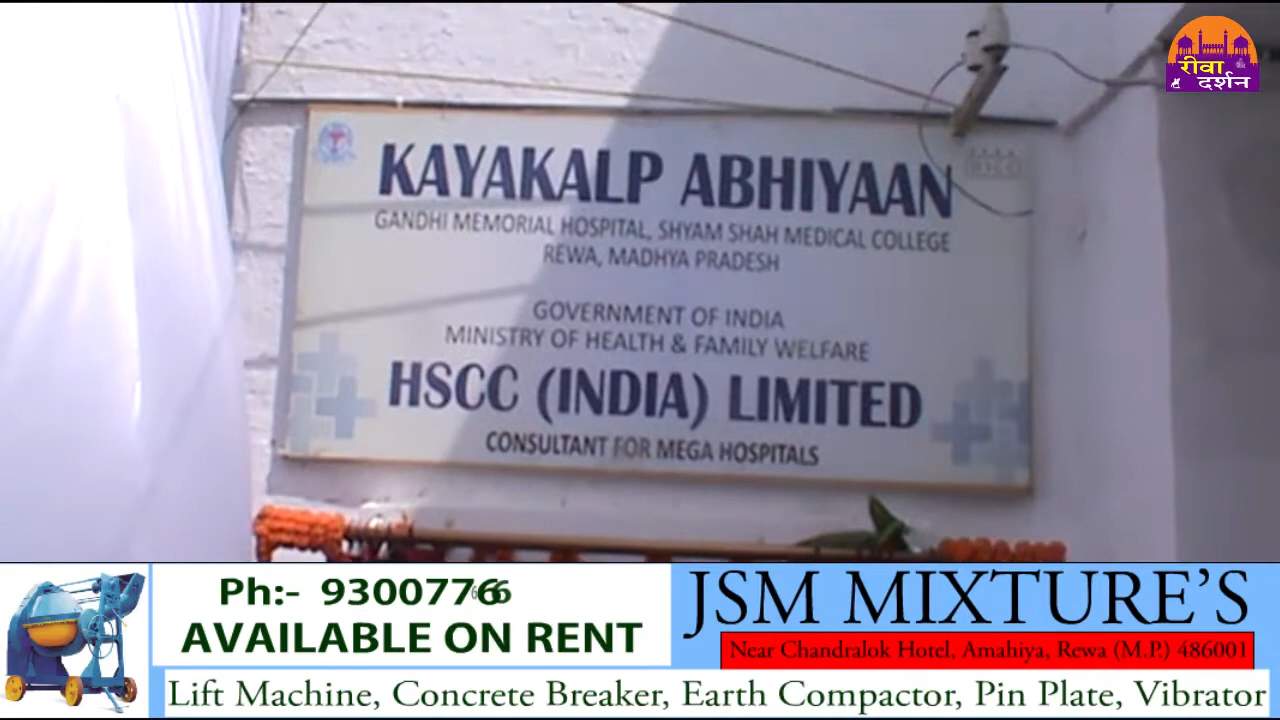 रीवा
दर्शन
KAYAKALP ABHIYAAN
GANDHI MEMORIAL HOSPITAL, SHYAM SHAH MEDICAL COLLEGE
REWA, MADHYA PRADESH
GOVERNMENT OF INDIA
MINISTRY OF HEALTH & FAMILY WELFARE
HSCC (INDIA) LIMITED
CONSULTANT FOR MEGA HOSPITALS
Ph:-
AVAILABLE ON RENT
JSM MIXTURE'S
Near Chandralok Hotel, Amahiya, Rewa (M.P.) 486001
Lift Machine, Concrete Breaker, Earth Compactor, Pin Plate, Vibrator